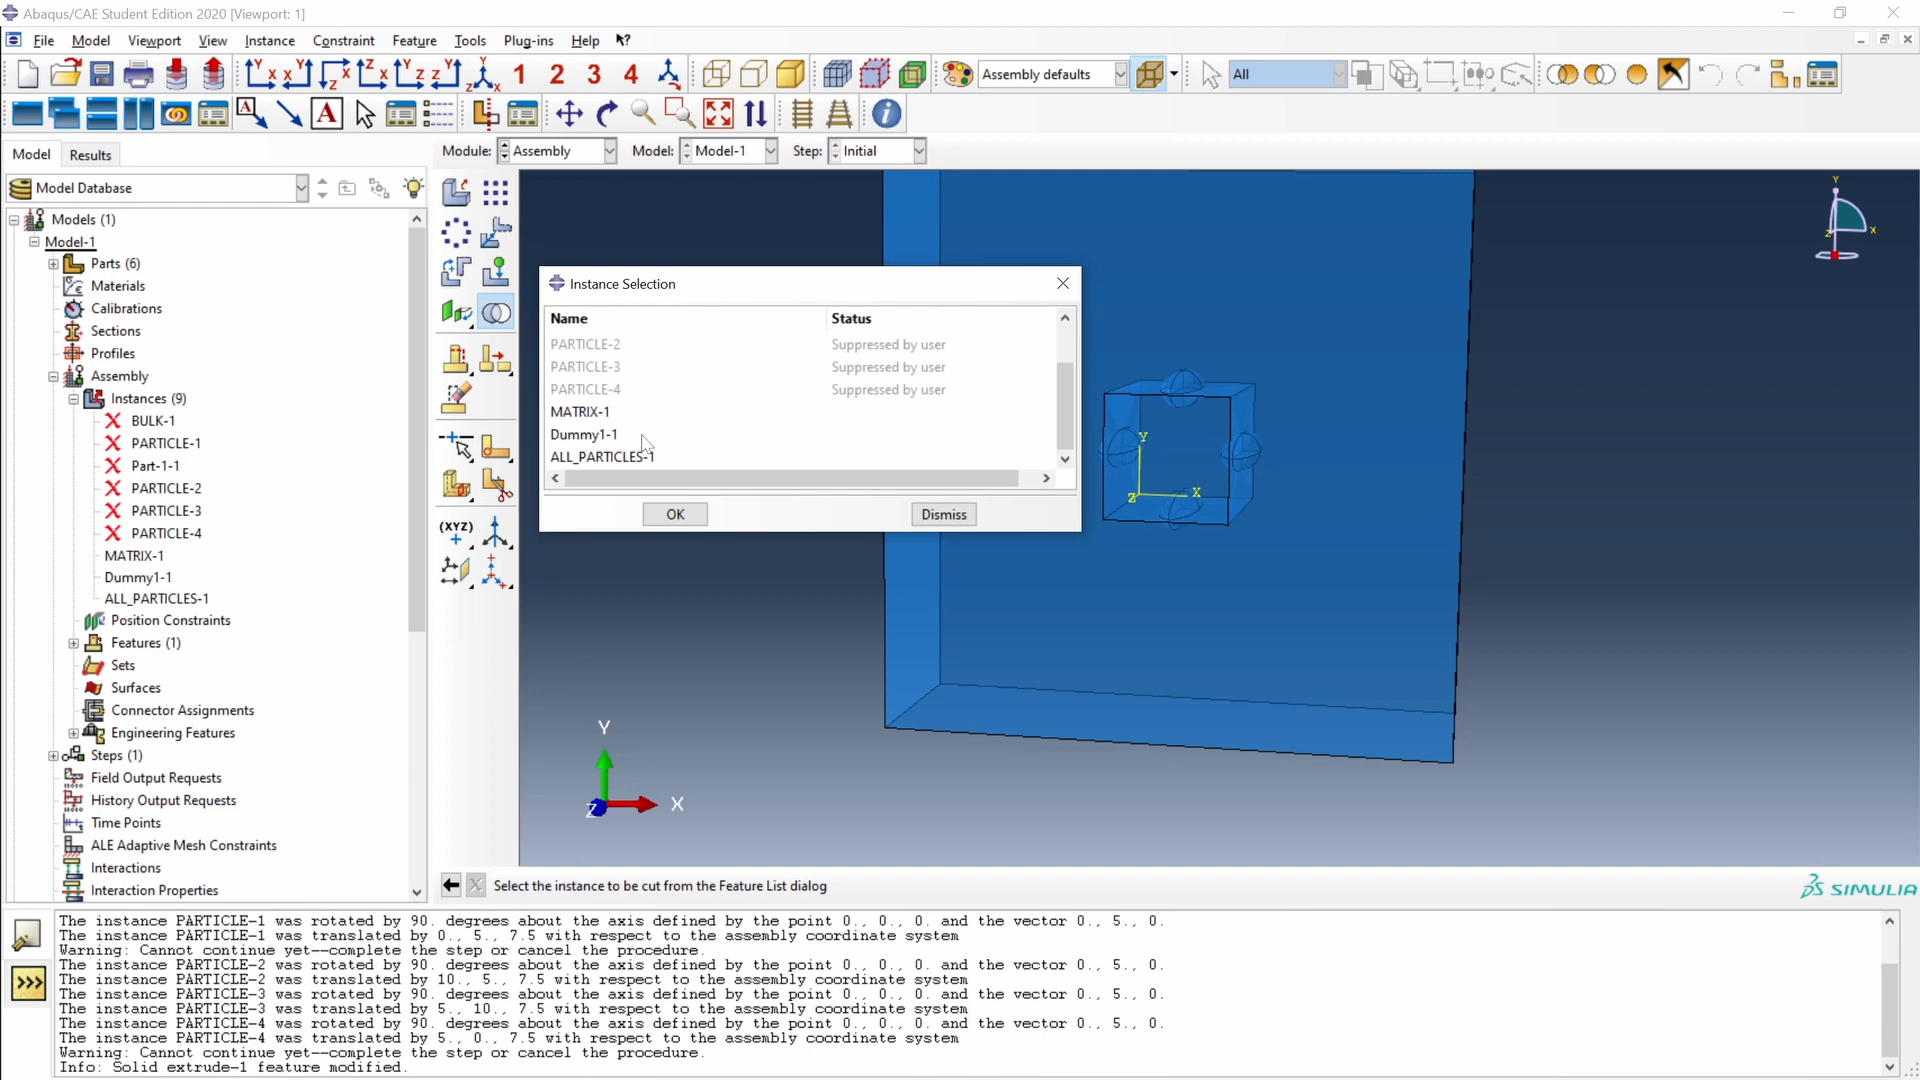 Abaqus/CAE Student Edition 2020 [Viewport: 1]
File Model Viewport View Instance Constraint Feature Tools Plug-ins Help
1 2 3 4 Assembly defaults All
Module: Assembly Model: Model-1 Step: Initial
Model Results
Model Database
Models (1)
Model-1
Parts (6)
Materials
Calibrations
Sections
Profiles
Assembly
Instances (9)
BULK-1
PARTICLE-1
Part-1-1
PARTICLE-2
PARTICLE-3
PARTICLE-4
MATRIX-1
Dummy1-1
ALL_PARTICLES-1
Position Constraints
Features (1)
Sets
Surfaces
Connector Assignments
Engineering Features
Steps (1)
Field Output Requests
History Output Requests
Time Points
ALE Adaptive Mesh Constraints
Interactions
Interaction Properties
(XYZ)
Instance Selection
Name Status
PARTICLE-2 Suppressed by user
PARTICLE-3 Suppressed by user
PARTICLE-4 Suppressed by user
MATRIX-1
Dummy1-1
ALL_PARTICLES-1
OK Dismiss
Y
Z X
Y
Z X
Y
Z X
Select the instance to be cut from the Feature List dialog
SIMULIA
The instance PARTICLE-1 was rotated by 90. degrees about the axis defined by the point 0., 0., 0. and the vector 0., 5., 0.
The instance PARTICLE-1 was translated by 0., 5., 7.5 with respect to the assembly coordinate system
Warning: Cannot continue yet--complete the step or cancel the procedure.
The instance PARTICLE-2 was rotated by 90. degrees about the axis defined by the point 0., 0., 0. and the vector 0., 5., 0.
The instance PARTICLE-2 was translated by 10., 5., 7.5 with respect to the assembly coordinate system
The instance PARTICLE-3 was rotated by 90. degrees about the axis defined by the point 0., 0., 0. and the vector 0., 5., 0.
The instance PARTICLE-3 was translated by 5., 10., 7.5 with respect to the assembly coordinate system
The instance PARTICLE-4 was rotated by 90. degrees about the axis defined by the point 0., 0., 0. and the vector 0., 5., 0.
The instance PARTICLE-4 was translated by 5., 0., 7.5 with respect to the assembly coordinate system
Warning: Cannot continue yet--complete the step or cancel the procedure.
Info: Solid extrude-1 feature modified.